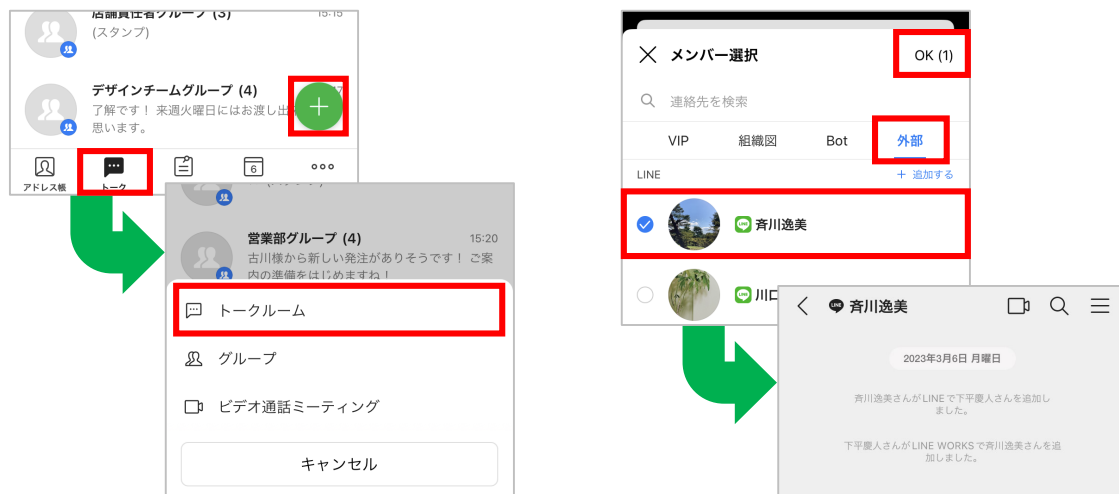 店舗責任者グループ (3)
15:15
(スタンプ)
デザインチームグループ (4)
17
了解です！ 来週火曜日にはお渡し出
思います。
6
アドレス帳
トーク
営業部グループ (4)
15:20
古川様から新しい発注がありそうです！ ご案
内の準備をはじめますね！
トークルーム
グループ
ビデオ通話ミーティング
キャンセル
メンバー選択
OK (1)
連絡先を検索
VIP
組織図
Bot
外部
LINE
+ 追加する
LINE 斉川逸美
LINE 川口
LINE 斉川逸美
2023年3月6日 月曜日
斉川逸美さんがLINEで下平慶人さんを追加し
ました。
下平慶人さんがLINE WORKSで斉川逸美さんを追
加しました。